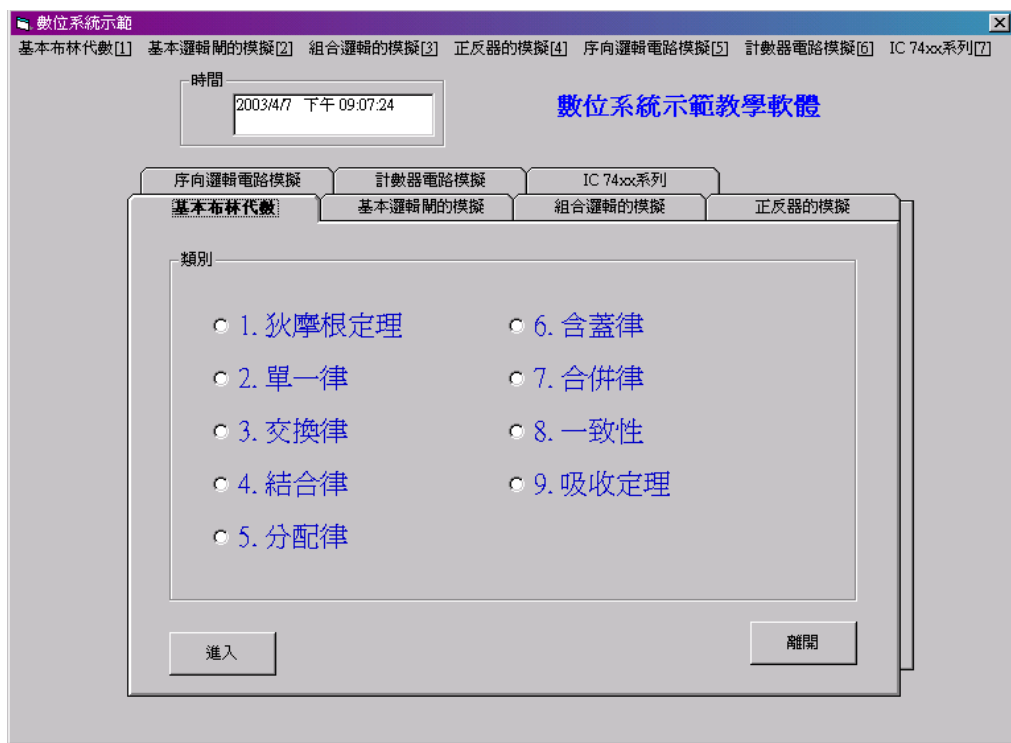 數位系統示範
基本布林代數[1] 基本邏輯閘的模擬[2] 組合邏輯的模擬[3] 正反器的模擬[4] 序向邏輯電路模擬[5] 計數器電路模擬[6] IC 74xx系列[7]
時間
2003/4/7 下午 09:07:24
數位系統示範教學軟體
序向邏輯電路模擬 計數器電路模擬 IC 74xx系列
基本布林代數 基本邏輯閘的模擬 組合邏輯的模擬 正反器的模擬
類別
1. 狄摩根定理 6. 含蓋律
2. 單一律 7. 合併律
3. 交換律 8. 一致性
4. 結合律 9. 吸收定理
5. 分配律
進入 離開